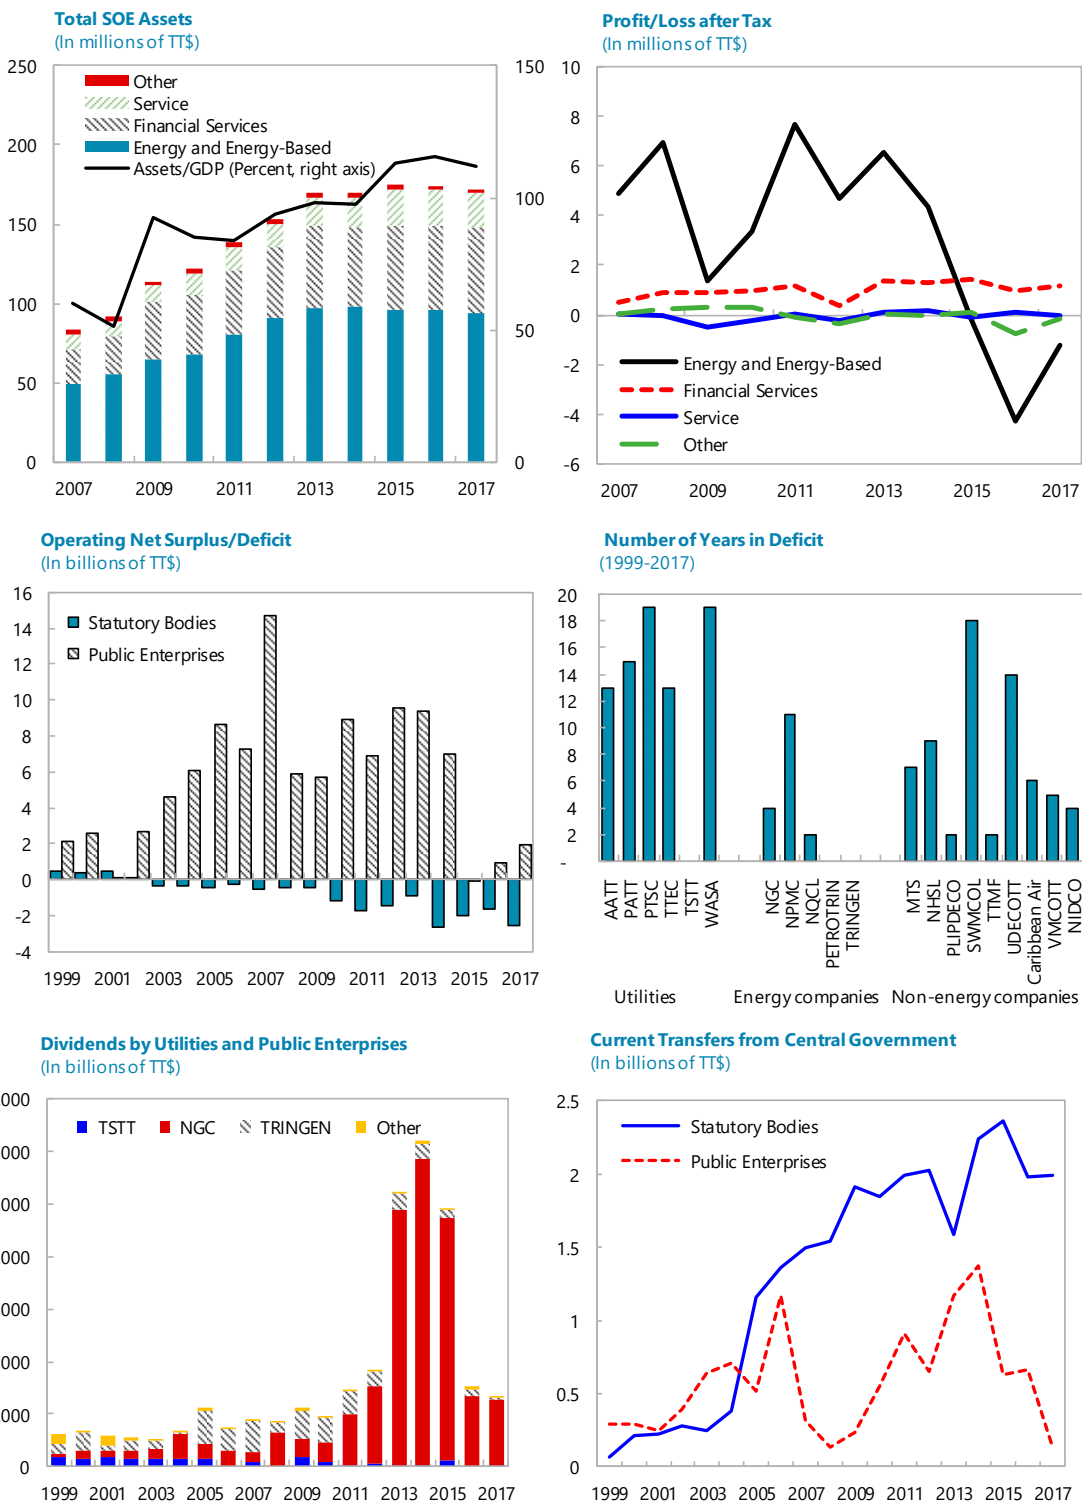 Total SOE Assets
(In millions of TT$)
250
200
150
100
50
0
150
100
50
0
Other
Service
Financial Services
Energy and Energy-Based
Assets/GDP (Percent, right axis)
2007 2009 2011 2013 2015 2017
Profit/Loss after Tax
(In millions of TT$)
10
8
6
4
2
0
-2
-4
-6
Energy and Energy-Based
Financial Services
Service
Other
2007 2009 2011 2013 2015 2017
Operating Net Surplus/Deficit
(In billions of TT$)
16
14
12
10
8
6
4
2
0
-2
-4
Statutory Bodies
Public Enterprises
1999 2001 2003 2005 2007 2009 2011 2013 2015 2017
Number of Years in Deficit
(1999-2017)
20
18
16
14
12
10
8
6
4
2
-
AATT
PATT
PTSC
TTEC
TSTT
WASA
NGC
NPMC
NQCL
PETROTRIN
TRINGEN
MTS
NHSL
PLIPDECO
SWMCOL
TTMF
UDECOTT
Caribbean Air
VMCOTT
NIDCO
Utilities Energy companies Non-energy companies
Dividends by Utilities and Public Enterprises
(In billions of TT$)
000
000
000
000
000
000
000
0
TSTT NGC TRINGEN Other
1999 2001 2003 2005 2007 2009 2011 2013 2015 2017
Current Transfers from Central Government
(In billions of TT$)
2.5
2
1.5
1
0.5
0
Statutory Bodies
Public Enterprises
1999 2001 2003 2005 2007 2009 2011 2013 2015 2017